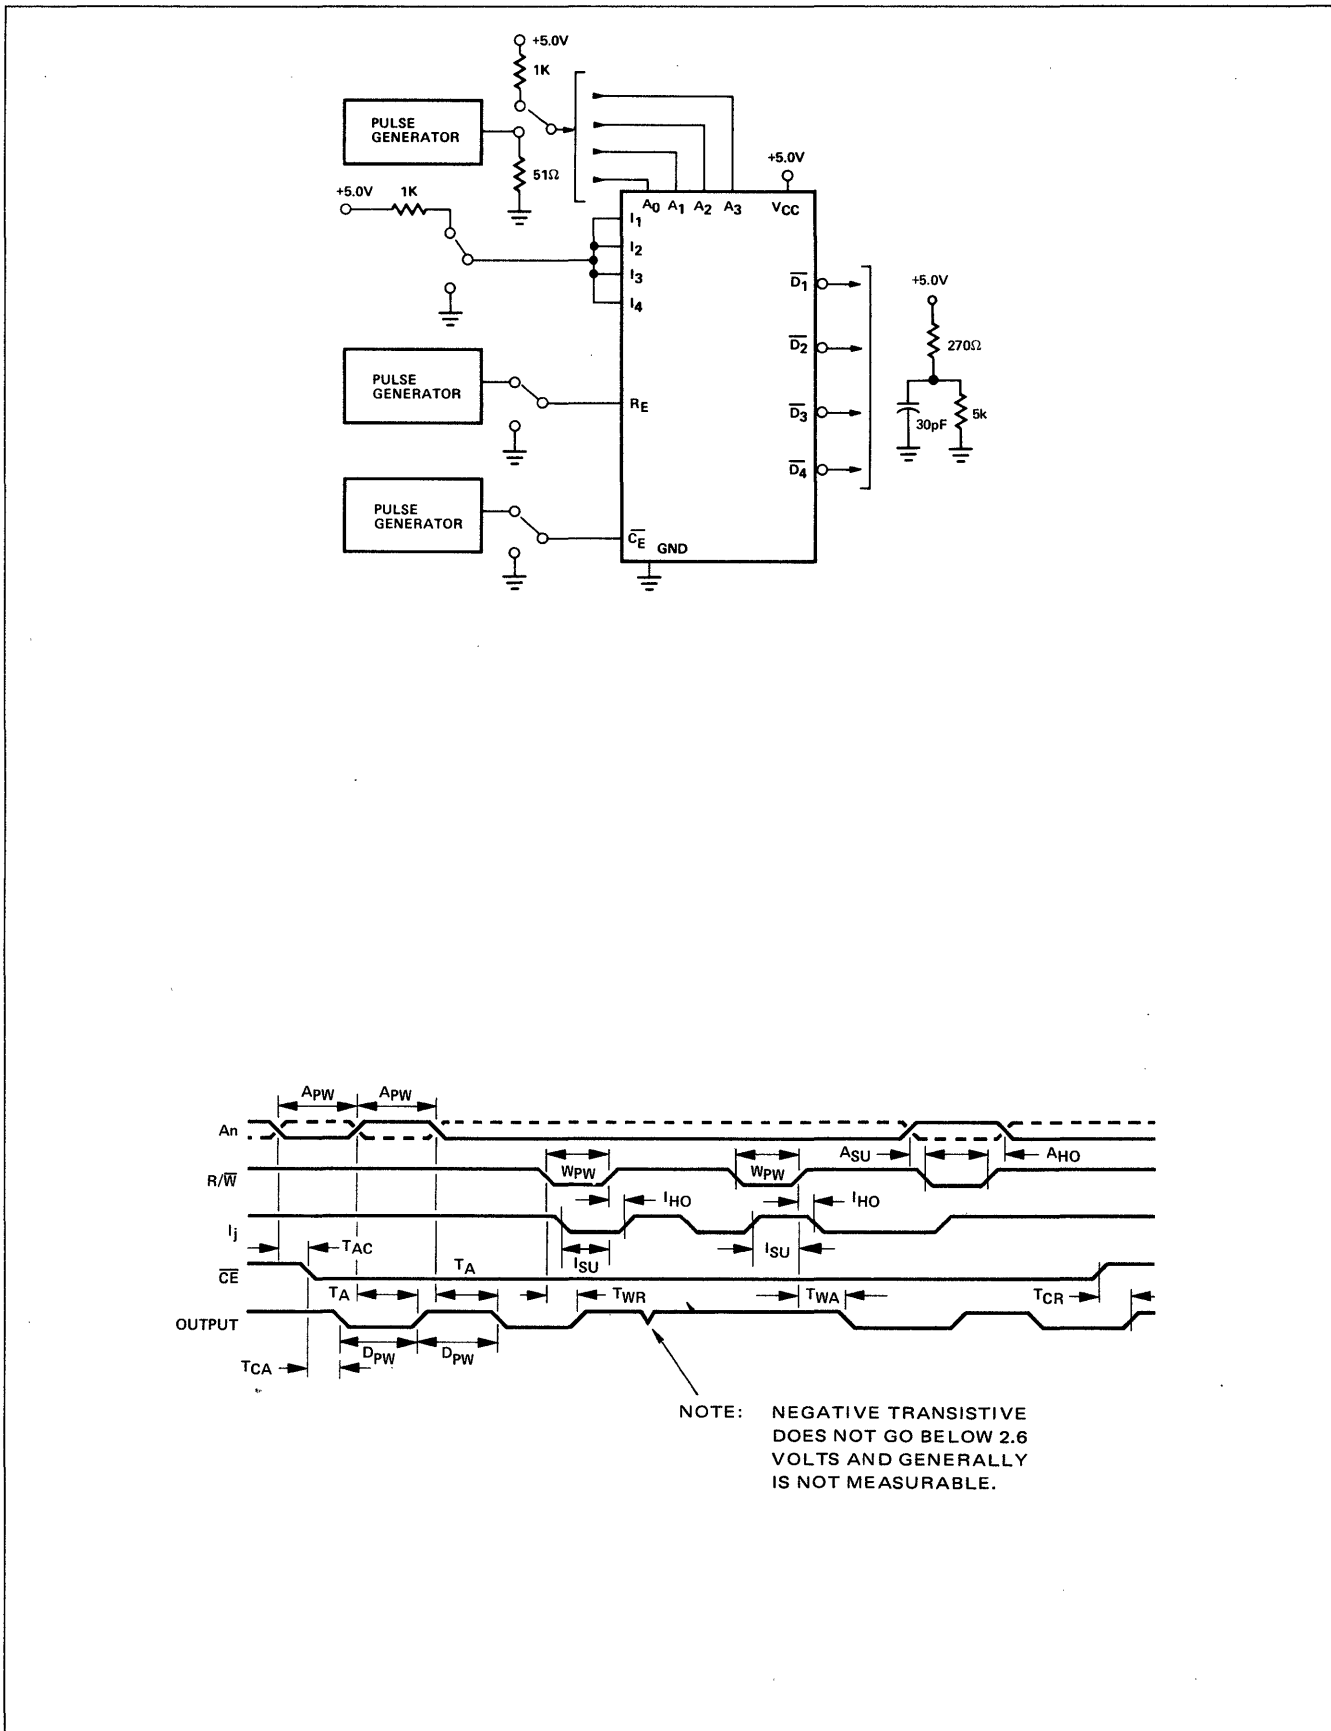 +5.0V
1K
PULSE
GENERATOR
51Ω
+5.0V
1K
+5.0V
A0 A1 A2 A3 VCC
I1
I2
I3
I4
D1
D2
D3
D4
+5.0V
270Ω
30pF
5k
PULSE
GENERATOR
RE
PULSE
GENERATOR
CE
GND
APW APW
An
ASU AHO
R/W
WPW WPW
IHO IHO
Ij
TAC
ISU ISU
CE
TA
TA
TWR TWA TCR
OUTPUT
DPW DPW
TCA
NOTE: NEGATIVE TRANSISTIVE
DOES NOT GO BELOW 2.6
VOLTS AND GENERALLY
IS NOT MEASURABLE.